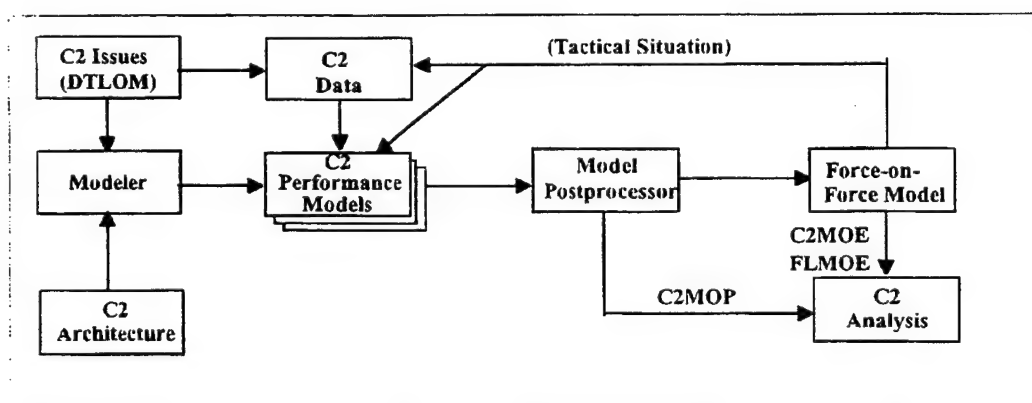 C2 Issues
(DTLOM)
C2
Data
(Tactical Situation)
Modeler
C2
Performance
Models
Model
Postprocessor
Force-on-
Force Model
C2MOE
FLMOE
C2
Architecture
C2MOP
C2
Analysis